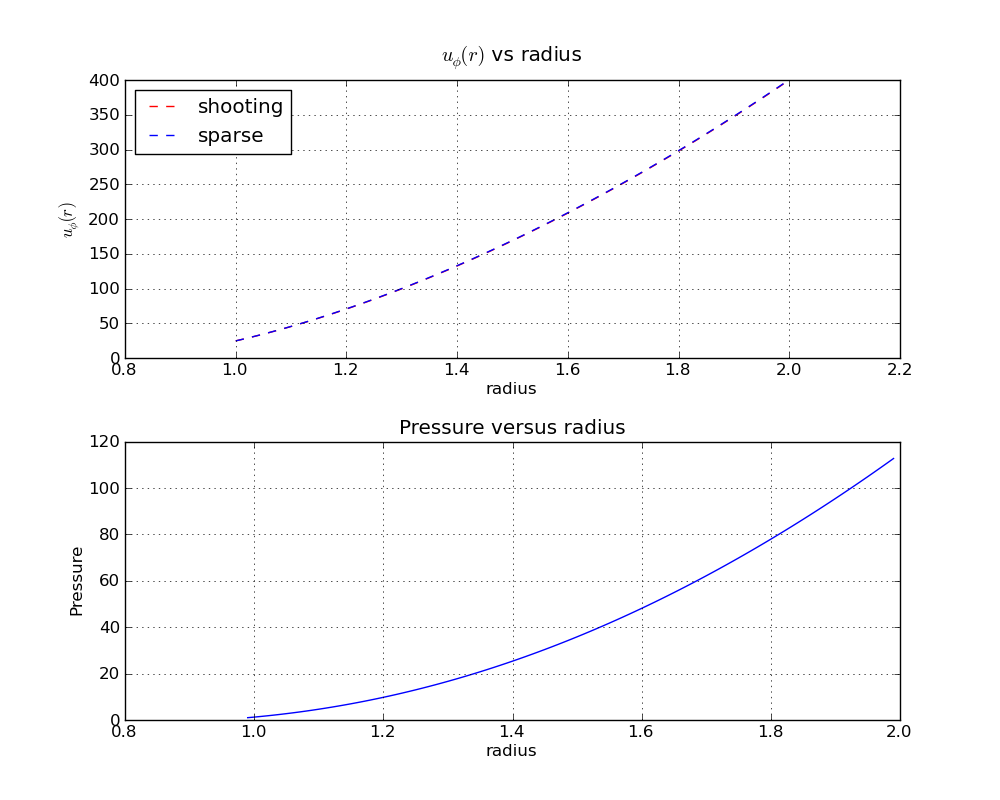 u_ϕ(r) vs radius
400
350
300
250
200
150
100
50
0
u_ϕ(r)
shooting
sparse
0.8 1.0 1.2 1.4 1.6 1.8 2.0 2.2
radius
Pressure versus radius
120
100
80
60
40
20
0
Pressure
0.8 1.0 1.2 1.4 1.6 1.8 2.0
radius